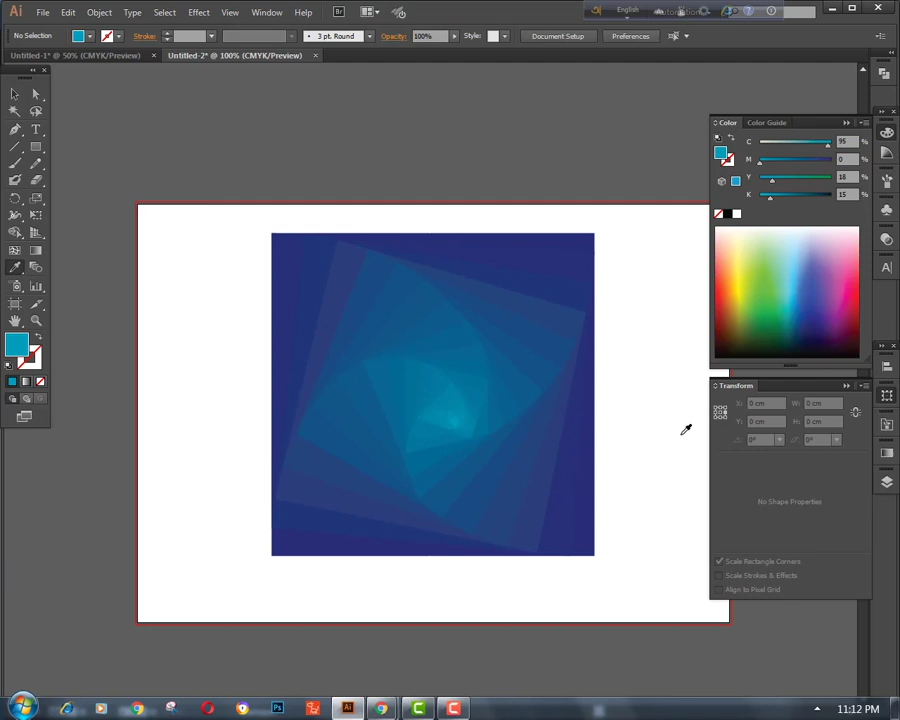 Ai File Edit Object Type Select Effect View Window Help Br English
No Selection Stroke: 3 pt. Round Opacity: 100% Style: Document Setup Preferences
Untitled-1* @ 50% (CMYK/Preview) × Untitled-2* @ 100% (CMYK/Preview) ×
Color Color Guide
C 95 %
M 0 %
Y 18 %
K 15 %
Transform
X: 0 cm W: 0 cm
Y: 0 cm H: 0 cm
0° 0°
No Shape Properties
Scale Rectangle Corners
Scale Strokes & Effects
Align to Pixel Grid
11:12 PM